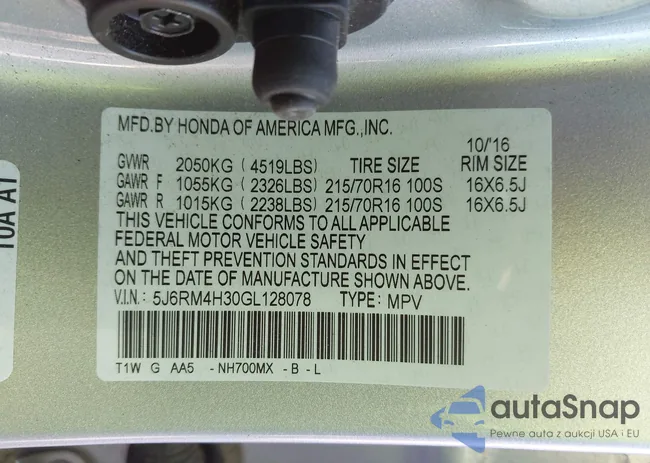 MFD.BY HONDA OF AMERICA MFG.,INC.
10/'16
GVWR 2050KG ( 4519LBS) TIRE SIZE RIM SIZE
GAWR F 1055KG ( 2326LBS) 215/70R16 100S 16X6.5J
GAWR R 1015KG ( 2238LBS) 215/70R16 100S 16X6.5J
THIS VEHICLE CONFORMS TO ALL APPLICABLE
FEDERAL MOTOR VEHICLE SAFETY
AND THEFT PREVENTION STANDARDS IN EFFECT
ON THE DATE OF MANUFACTURE SHOWN ABOVE.
V.I.N.: 5J6RM4H30GL128078 TYPE: MPV
T1W G AA5 -NH700MX -B -L
10A A1
autaSnap
Pewne auta z aukcji USA i EU